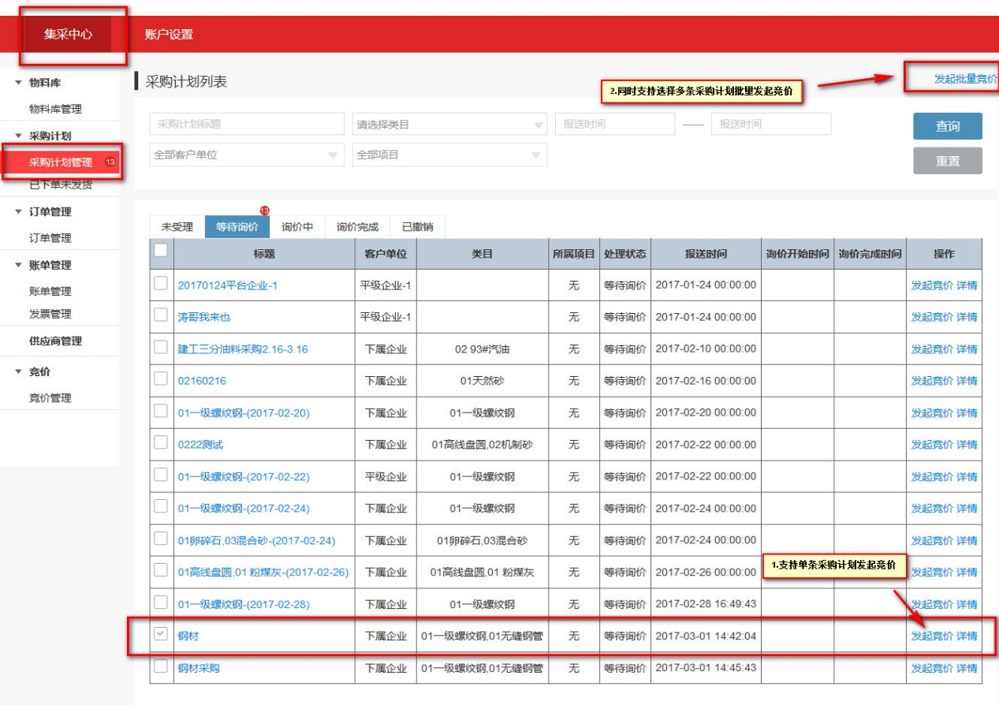 集采中心 账户设置
物料库
物料库管理
采购计划
采购计划管理 13
已下单未发货
订单管理
订单管理
账单管理
账单管理
发票管理
供应商管理
竞价
竞价管理
采购计划列表
2.同时支持选择多条采购计划批量发起竞价
发起批量竞价
采购计划标题 请选择类目 报送时间 —— 报送时间 查询
全部客户单位 全部项目 重置
未受理 等待询价 13 询价中 询价完成 已撤销
标题 客户单位 类目 所属项目 处理状态 报送时间 询价开始时间 询价完成时间 操作
20170124平台企业-1 平级企业-1 无 等待询价 2017-01-24 00:00:00 发起竞价 详情
涛哥我来也 平级企业-1 无 等待询价 2017-01-24 00:00:00 发起竞价 详情
建工三分油料采购2.16-3.16 下属企业 02 93#汽油 无 等待询价 2017-02-10 00:00:00 发起竞价 详情
02160216 下属企业 01天然砂 无 等待询价 2017-02-16 00:00:00 发起竞价 详情
01一级螺纹钢-(2017-02-20) 下属企业 01一级螺纹钢 无 等待询价 2017-02-20 00:00:00 发起竞价 详情
0222测试 下属企业 01高线盘圆,02机制砂 无 等待询价 2017-02-22 00:00:00 发起竞价 详情
01一级螺纹钢-(2017-02-22) 平级企业 01一级螺纹钢 无 等待询价 2017-02-22 00:00:00 发起竞价 详情
01一级螺纹钢-(2017-02-24) 下属企业 01一级螺纹钢 无 等待询价 2017-02-24 00:00:00 发起竞价 详情
01卵碎石,03混合砂-(2017-02-24) 下属企业 01卵碎石,03混合砂 无 等待询价 2017-02-24 00:00:00 发起竞价 详情
01高线盘圆,01 粉煤灰-(2017-02-26) 下属企业 01高线盘圆,01 粉煤灰 无 等待询价 2017-02-26 00:00:00 发起竞价 详情
1.支持单条采购计划发起竞价
01一级螺纹钢-(2017-02-28) 下属企业 01一级螺纹钢 无 等待询价 2017-02-28 16:49:43 发起竞价 详情
钢材 下属企业 01一级螺纹钢,01无缝钢管 无 等待询价 2017-03-01 14:42:04 发起竞价 详情
钢材采购 下属企业 01一级螺纹钢,01无缝钢管 无 等待询价 2017-03-01 14:45:43 发起竞价 详情